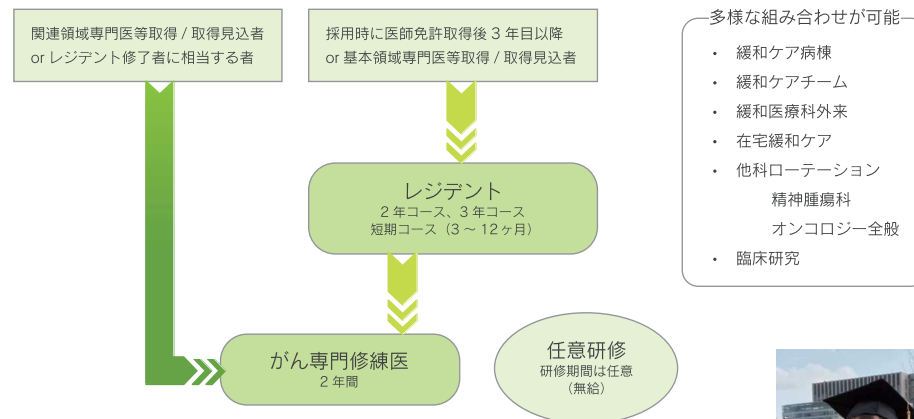 関連領域専門医等取得 / 取得見込者
or レジデント修了者に相当する者
採用時に医師免許取得後 3 年目以降
or 基本領域専門医等取得 / 取得見込者
レジデント
2 年コース、3 年コース
短期コース（3 ～ 12ヶ月）
がん専門修練医
2 年間
任意研修
研修期間は任意
（無給）
多様な組み合わせが可能
・ 緩和ケア病棟
・ 緩和ケアチーム
・ 緩和医療科外来
・ 在宅緩和ケア
・ 他科ローテーション
精神腫瘍科
オンコロジー全般
・ 臨床研究